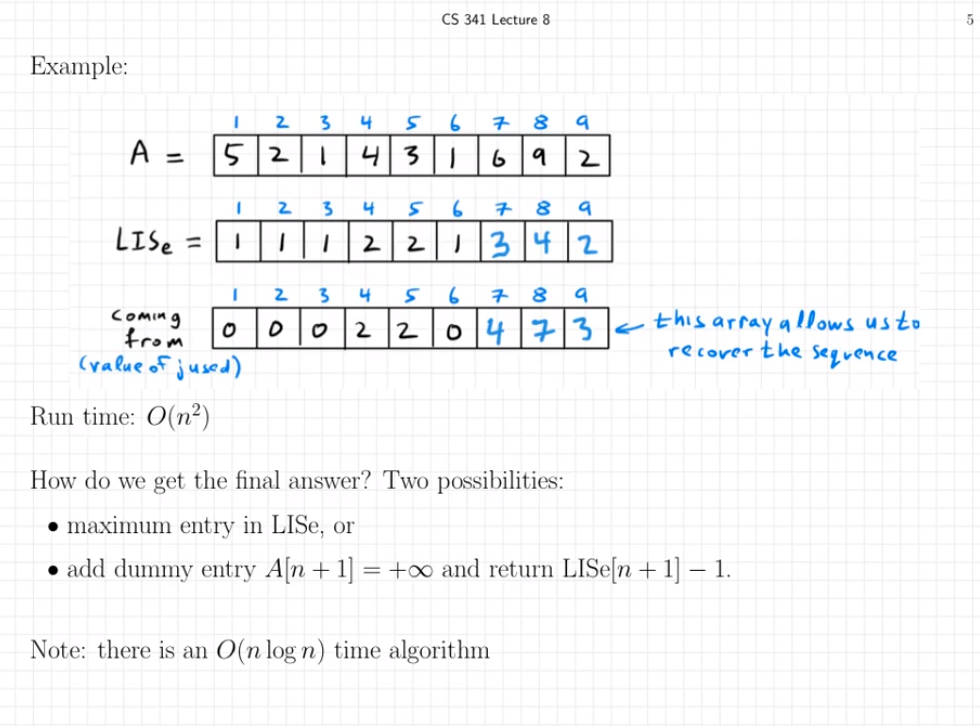 CS 341 Lecture 8
5
Example:
1 2 3 4 5 6 7 8 9
A = 5 2 1 4 3 1 6 9 2
1 2 3 4 5 6 7 8 9
LISe = 1 1 1 2 2 1 3 4 2
1 2 3 4 5 6 7 8 9
coming
from
0 0 0 2 2 0 4 7 3
this array allows us to
recover the sequence
(value of j used)
Run time: O(n²)
How do we get the final answer? Two possibilities:
• maximum entry in LISe, or
• add dummy entry A[n + 1] = +∞ and return LISe[n + 1] − 1.
Note: there is an O(n log n) time algorithm